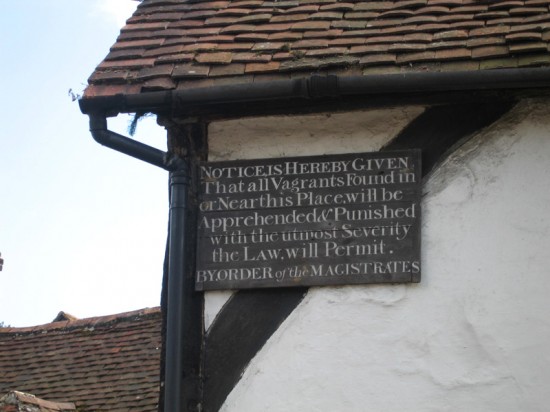 NOTICE, IS HEREBY GIVEN,
That all Vagrants Found in
or Near this Place, will be
Apprehended & Punished
with the utmost Severity
the Law, will Permit.
BY ORDER of the MAGISTRATES